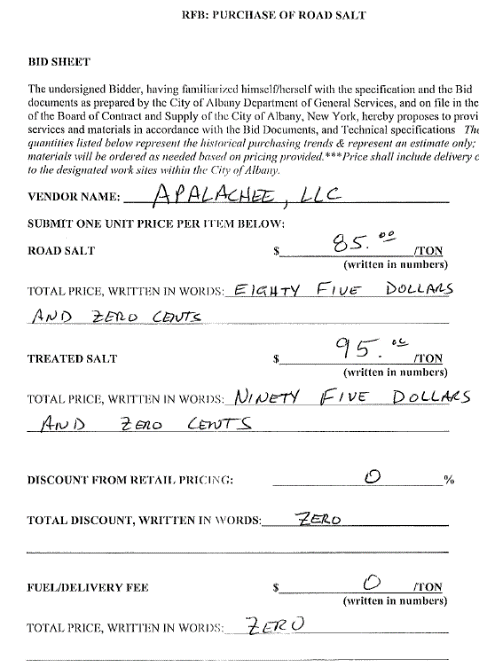 RFB: PURCHASE OF ROAD SALT
BID SHEET
The undersigned Bidder, having familiarized himself/herself with the specification and the Bid
documents as prepared by the City of Albany Department of General Services, and on file in the
of the Board of Contract and Supply of the City of Albany, New York, hereby proposes to provi
services and materials in accordance with the Bid Documents, and Technical specifications The
quantities listed below represent the historical purchasing trends & represent an estimate only;
materials will be ordered as needed based on pricing provided.***Price shall include delivery o
to the designated work sites within the City of Albany.
VENDOR NAME: APALACHEE, LLC
SUBMIT ONE UNIT PRICE PER ITEM BELOW:
ROAD SALT $ 85.00 /TON
(written in numbers)
TOTAL PRICE, WRITTEN IN WORDS: EIGHTY FIVE DOLLARS
AND ZERO CENTS
TREATED SALT $ 95.00 /TON
(written in numbers)
TOTAL PRICE, WRITTEN IN WORDS: NINETY FIVE DOLLARS
AND ZERO CENTS
DISCOUNT FROM RETAIL PRICING: 0 %
TOTAL DISCOUNT, WRITTEN IN WORDS: ZERO
FUEL/DELIVERY FEE $ 0 /TON
(written in numbers)
TOTAL PRICE, WRITTEN IN WORDS: ZERO